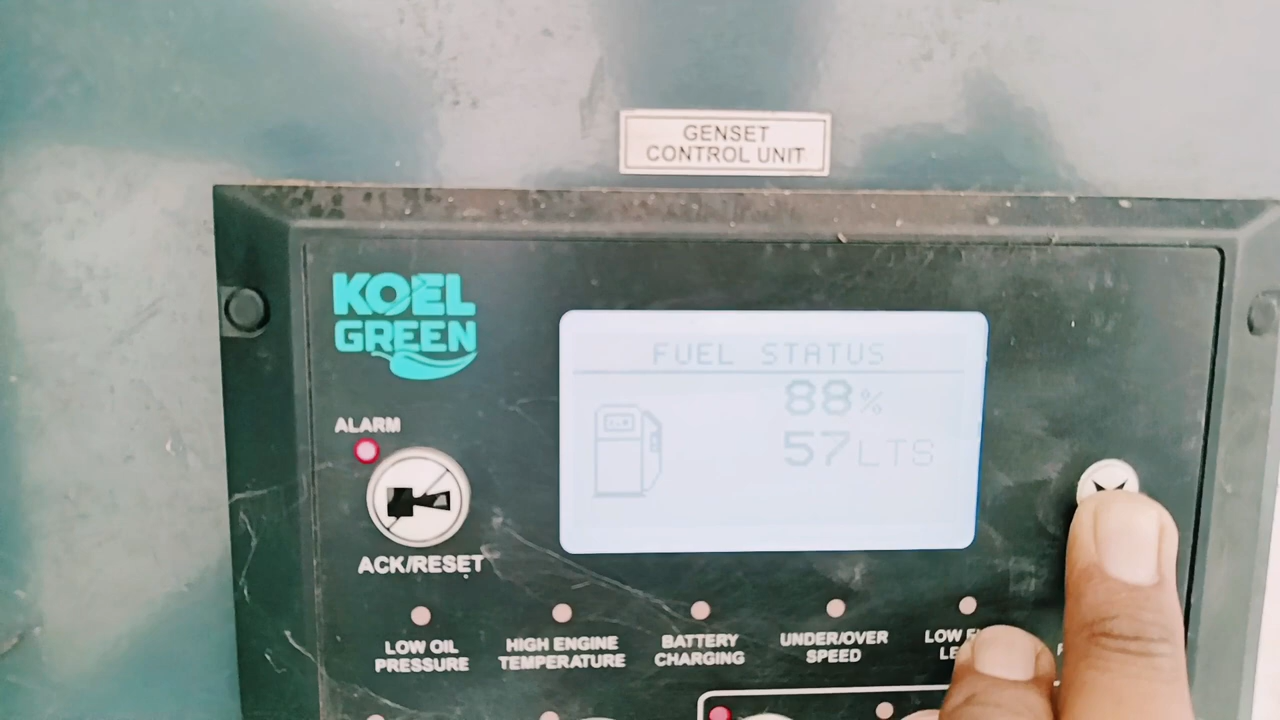 GENSET
CONTROL UNIT
KOEL
GREEN
FUEL STATUS
88%
57LTS
ALARM
ACK/RESET
LOW OIL
PRESSURE
HIGH ENGINE
TEMPERATURE
BATTERY
CHARGING
UNDER/OVER
SPEED
LOW